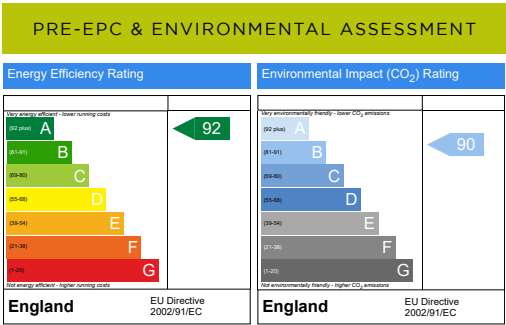 PRE-EPC & ENVIRONMENTAL ASSESSMENT
Energy Efficiency Rating
Very energy efficient - lower running costs
(92 plus) A
92
(81-91) B
(69-80) C
(55-68) D
(39-54) E
(21-38) F
(1-20) G
Not energy efficient - higher running costs
England
EU Directive
2002/91/EC
Environmental Impact (CO2) Rating
Very environmentally friendly - lower CO2 emissions
(92 plus) A
(81-91) B
90
(69-80) C
(55-68) D
(39-54) E
(21-38) F
(1-20) G
Not environmentally friendly - higher CO2 emissions
England
EU Directive
2002/91/EC